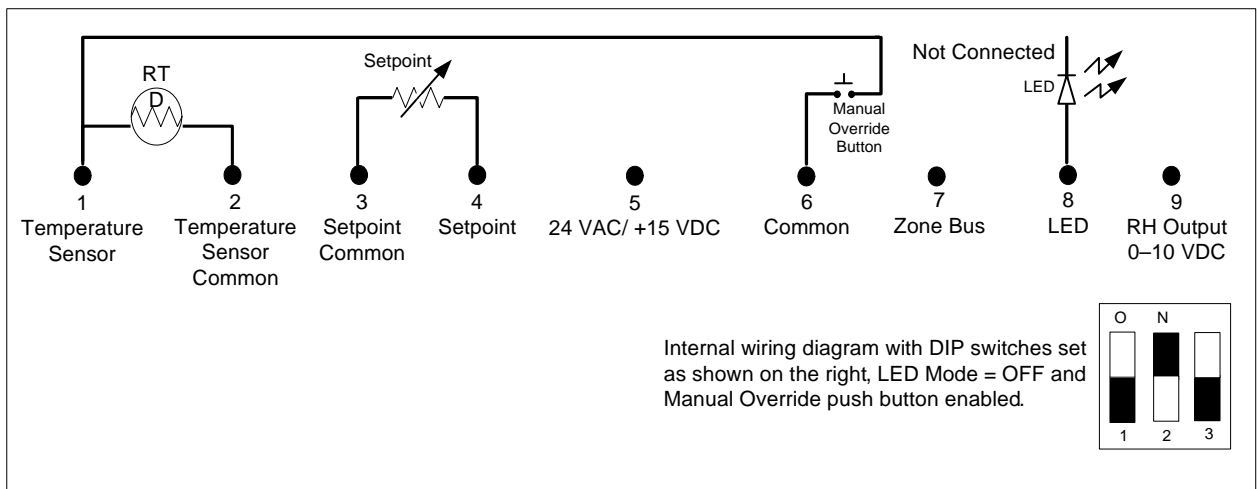 RT
D
Setpoint
Not Connected
LED
Manual
Override
Button
1
Temperature
Sensor
2
Temperature
Sensor
Common
3
Setpoint
Common
4
Setpoint
5
24 VAC/ +15 VDC
6
Common
7
Zone Bus
8
LED
9
RH Output
0–10 VDC
Internal wiring diagram with DIP switches set
as shown on the right, LED Mode = OFF and
Manual Override push button enabled.
O N
1 2 3